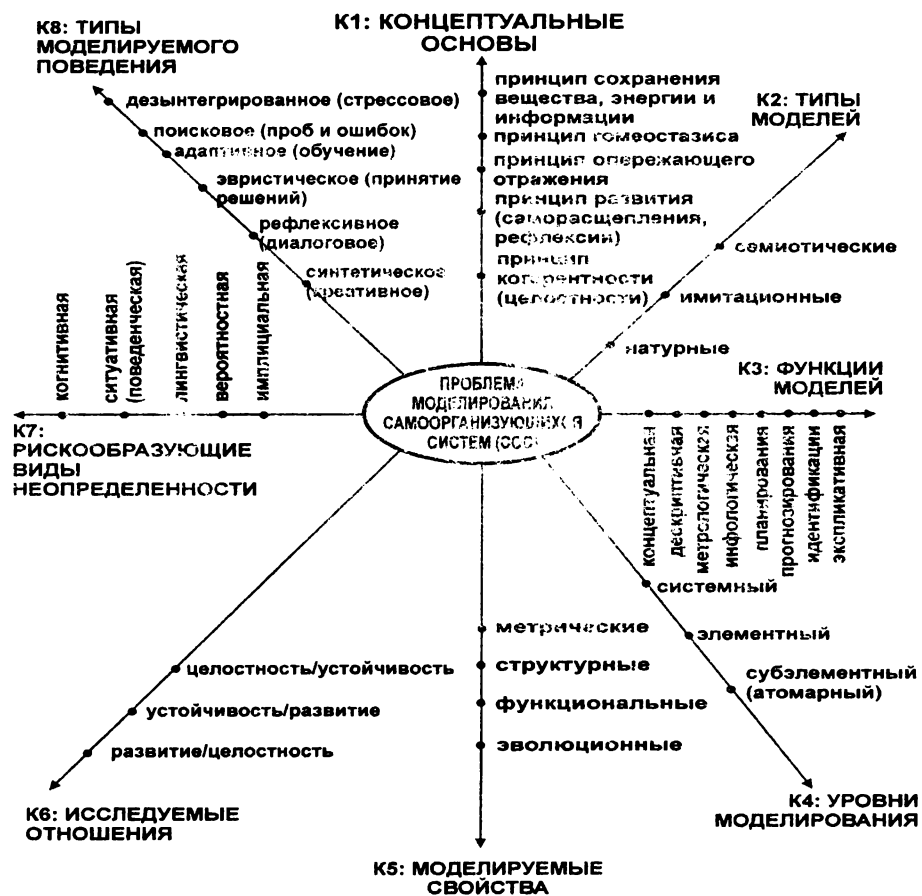 К1: КОНЦЕПТУАЛЬНЫЕ
ОСНОВЫ
принцип сохранения
вещества, энергии и
информации
принцип гомеостазиса
принцип опережающего
отражения
принцип развития
(саморасщепления,
рефлексии)
принцип
когерентности
(целостности)
К2: ТИПЫ
МОДЕЛЕЙ
семиотические
имитационные
натурные
К3: ФУНКЦИИ
МОДЕЛЕЙ
концептуальная
дескриптивная
метрологическая
инфологическая
планирования
прогнозирования
идентификации
экспликативная
К4: УРОВНИ
МОДЕЛИРОВАНИЯ
системный
элементный
субэлементный
(атомарный)
К5: МОДЕЛИРУЕМЫЕ
СВОЙСТВА
метрические
структурные
функциональные
эволюционные
К6: ИССЛЕДУЕМЫЕ
ОТНОШЕНИЯ
целостность/устойчивость
устойчивость/развитие
развитие/целостность
К7:
РИСКООБРАЗУЮЩИЕ
ВИДЫ
НЕОПРЕДЕЛЕННОСТИ
когнитивная
ситуативная
(поведенческая)
лингвистическая
вероятностная
имплициальная
К8: ТИПЫ
МОДЕЛИРУЕМОГО
ПОВЕДЕНИЯ
дезынтегрированное (стрессовое)
поисковое (проб и ошибок)
адаптивное (обучение)
эвристическое (принятие
решений)
рефлексивное
(диалоговое)
синтетическое
(креативное)
ПРОБЛЕМА
МОДЕЛИРОВАНИЯ
САМООРГАНИЗУЮЩИХСЯ
СИСТЕМ (СОС)